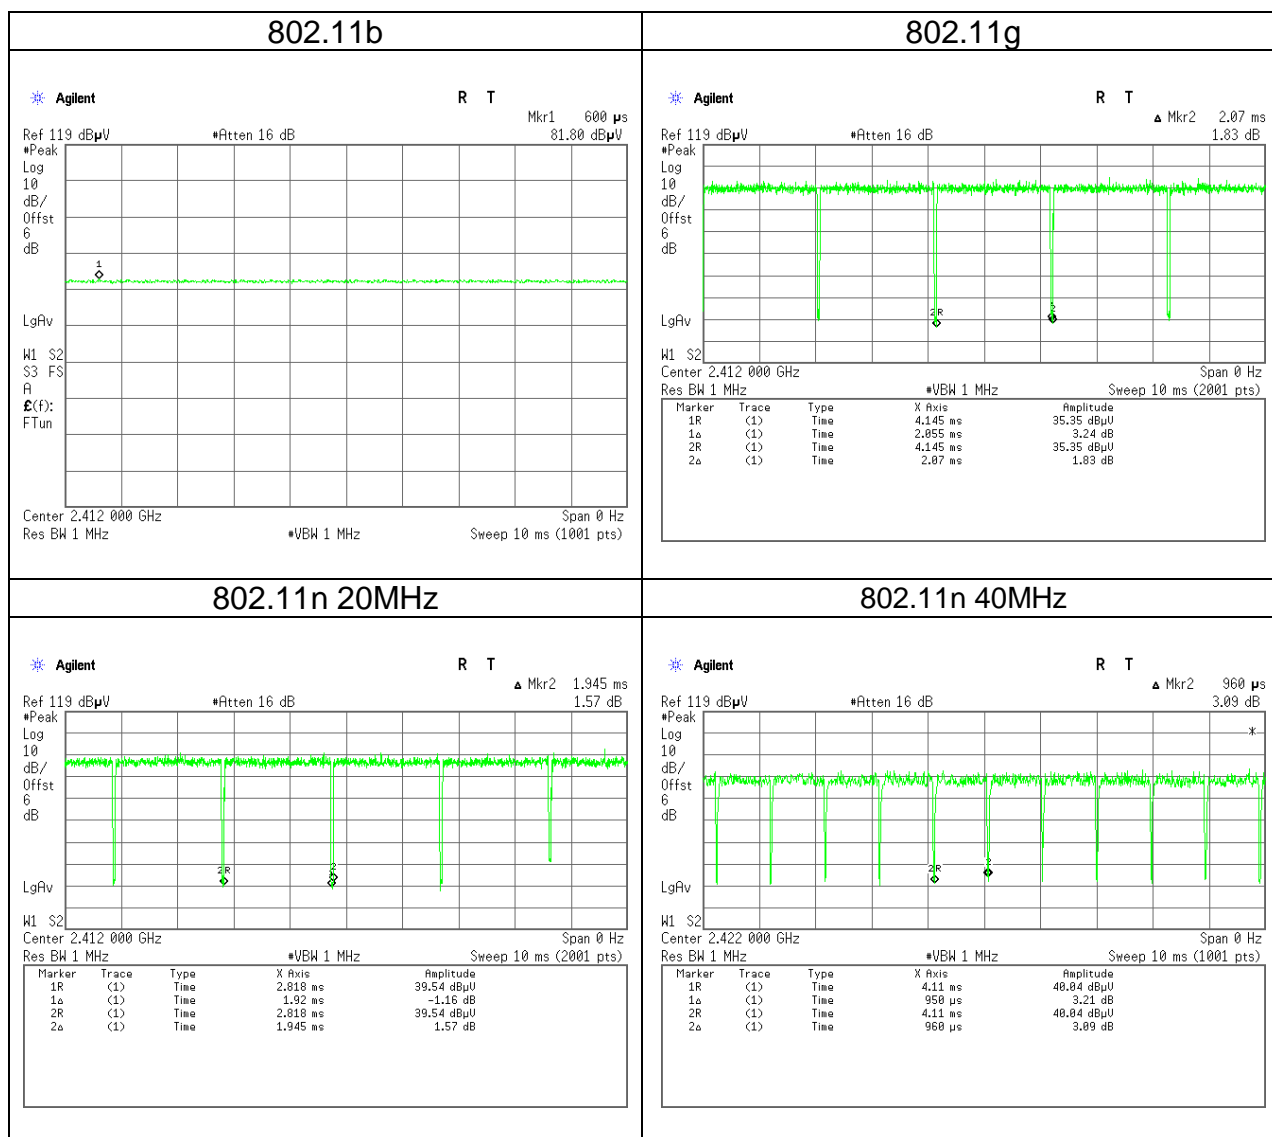 802.11b
Agilent R T
Mkr1 600 µs
Ref 119 dBµV #Atten 16 dB 81.80 dBµV
#Peak
Log
10
dB/
Offst
6
dB
1
LgAv
W1 S2
S3 FS
A
£(f):
FTun
Center 2.412 000 GHz Span 0 Hz
Res BW 1 MHz #VBW 1 MHz Sweep 10 ms (1001 pts)
802.11g
Agilent R T
Δ Mkr2 2.07 ms
Ref 119 dBµV #Atten 16 dB 1.83 dB
#Peak
Log
10
dB/
Offst
6
dB
2R
LgAv
W1 S2
Center 2.412 000 GHz Span 0 Hz
Res BW 1 MHz #VBW 1 MHz Sweep 10 ms (2001 pts)
Marker Trace Type X Axis Amplitude
1R (1) Time 4.145 ms 35.35 dBµV
1Δ (1) Time 2.055 ms 3.24 dB
2R (1) Time 4.145 ms 35.35 dBµV
2Δ (1) Time 2.07 ms 1.83 dB
802.11n 20MHz
Agilent R T
Δ Mkr2 1.945 ms
Ref 119 dBµV #Atten 16 dB 1.57 dB
#Peak
Log
10
dB/
Offst
6
dB
2R
LgAv
W1 S2
Center 2.412 000 GHz Span 0 Hz
Res BW 1 MHz #VBW 1 MHz Sweep 10 ms (2001 pts)
Marker Trace Type X Axis Amplitude
1R (1) Time 2.818 ms 39.54 dBµV
1Δ (1) Time 1.92 ms -1.16 dB
2R (1) Time 2.818 ms 39.54 dBµV
2Δ (1) Time 1.945 ms 1.57 dB
802.11n 40MHz
Agilent R T
Δ Mkr2 960 µs
Ref 119 dBµV #Atten 16 dB 3.09 dB
#Peak
Log
10
dB/
Offst
6
dB
*
2R
LgAv
W1 S2
Center 2.422 000 GHz Span 0 Hz
Res BW 1 MHz #VBW 1 MHz Sweep 10 ms (1001 pts)
Marker Trace Type X Axis Amplitude
1R (1) Time 4.11 ms 40.04 dBµV
1Δ (1) Time 950 µs 3.21 dB
2R (1) Time 4.11 ms 40.04 dBµV
2Δ (1) Time 960 µs 3.09 dB